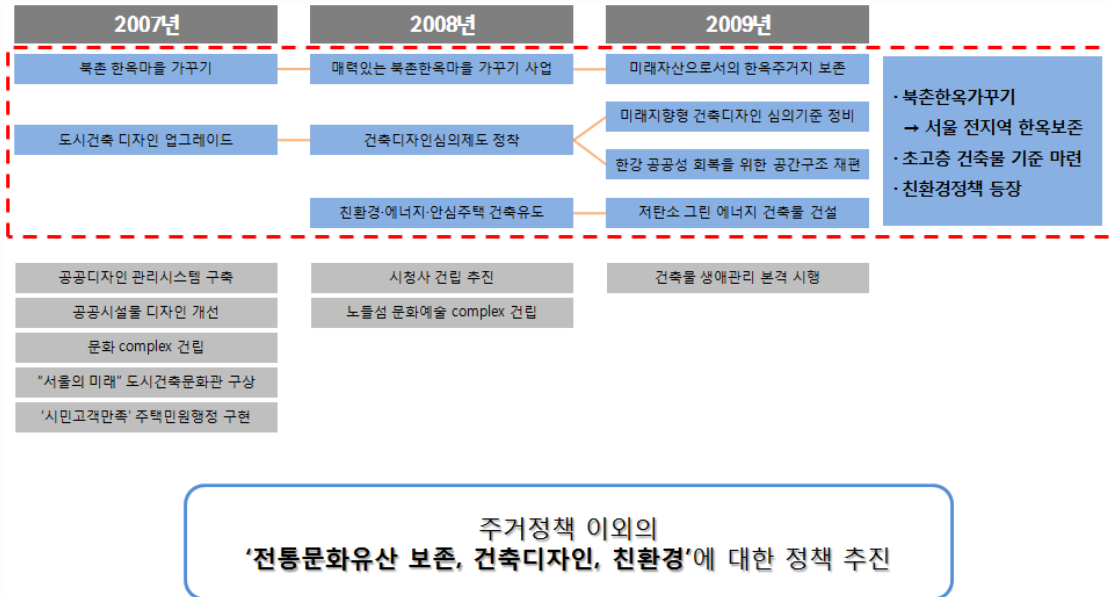 2007년
2008년
2009년
북촌 한옥마을 가꾸기
매력있는 북촌한옥마을 가꾸기 사업
미래자산으로서의 한옥주거지 보존
도시건축 디자인 업그레이드
건축디자인심의제도 정착
미래지향형 건축디자인 심의기준 정비
한강 공공성 회복을 위한 공간구조 재편
친환경·에너지·안심주택 건축유도
저탄소 그린 에너지 건축물 건설
· 북촌한옥가꾸기
→ 서울 전지역 한옥보존
· 초고층 건축물 기준 마련
· 친환경정책 등장
공공디자인 관리시스템 구축
시청사 건립 추진
건축물 생애관리 본격 시행
공공시설물 디자인 개선
노들섬 문화예술 complex 건립
문화 complex 건립
“서울의 미래” 도시건축문화관 구상
‘시민고객만족’ 주택민원행정 구현
주거정책 이외의
‘전통문화유산 보존, 건축디자인, 친환경’에 대한 정책 추진